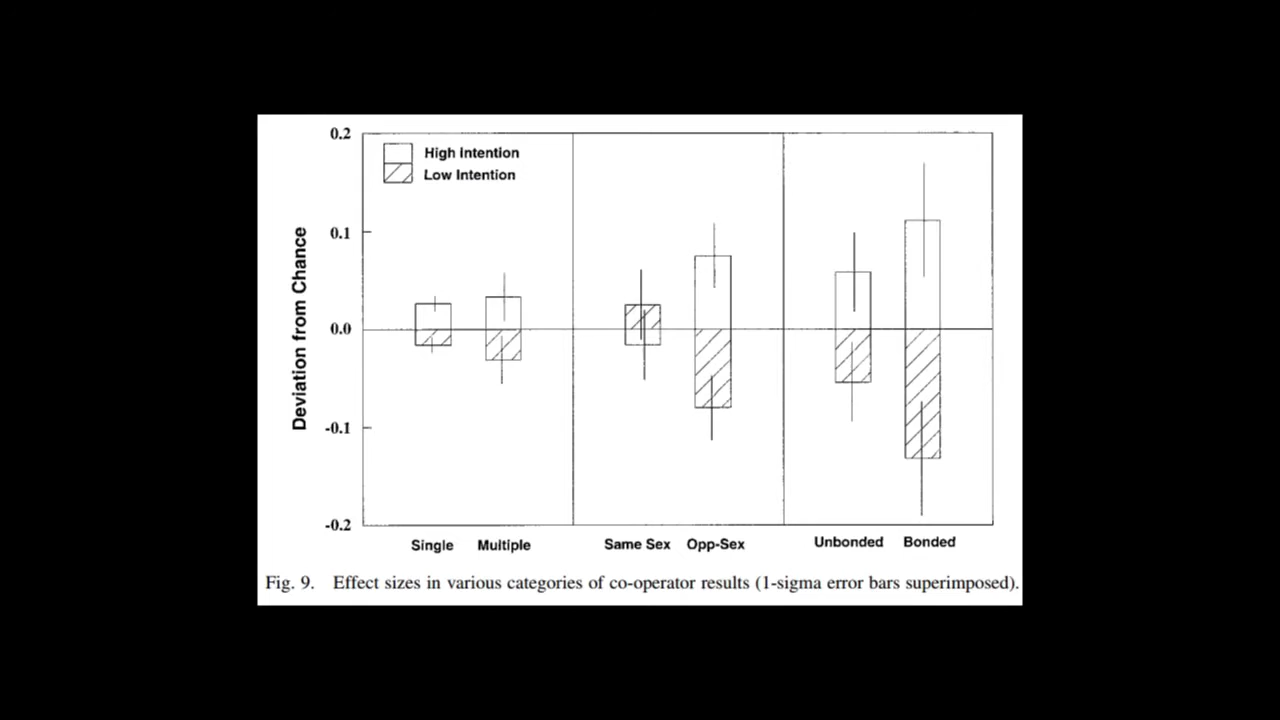 0.2
High Intention
Low Intention
0.1
0.0
-0.1
-0.2
Deviation from Chance
Single Multiple Same Sex Opp-Sex Unbonded Bonded
Fig. 9. Effect sizes in various categories of co-operator results (1-sigma error bars superimposed).